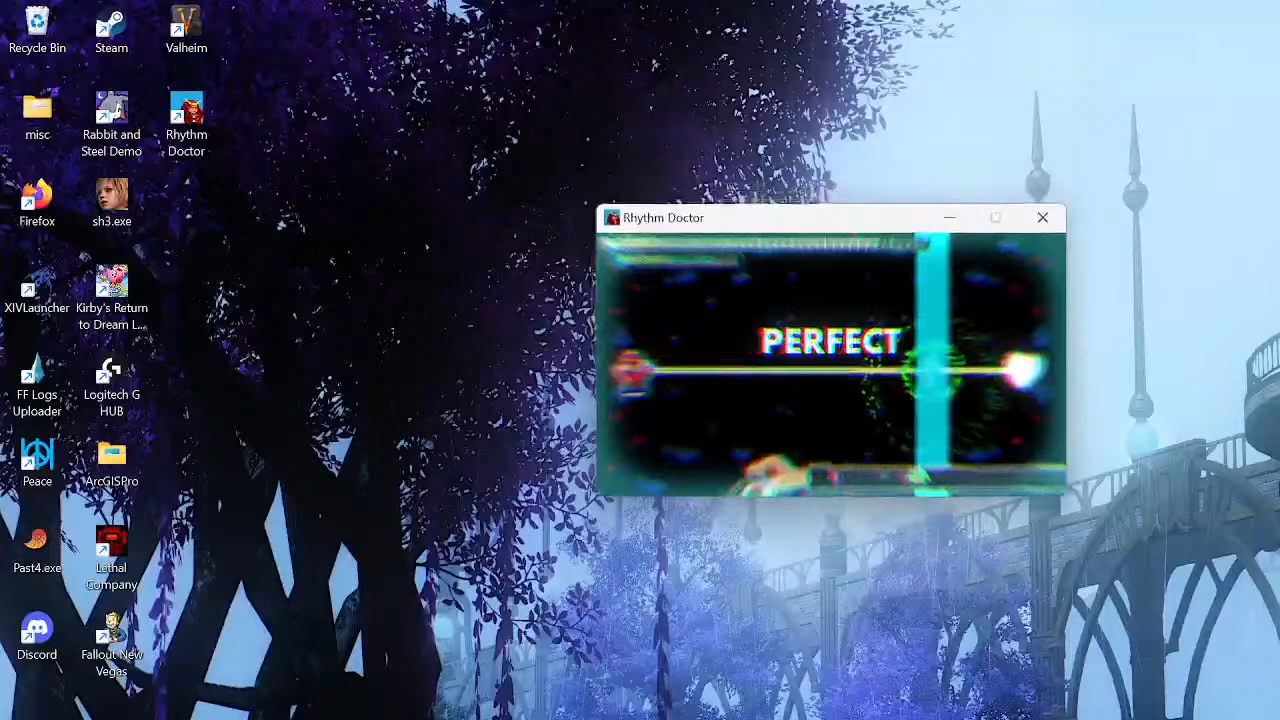 Recycle Bin
Steam
Valheim
misc
Rabbit and
Steel Demo
Rhythm
Doctor
Firefox
sh3.exe
XIVLauncher
Kirby's Return
to Dream L...
FF Logs
Uploader
Logitech G
HUB
Peace
ArcGISPro
Past4.exe
Lethal
Company
Discord
Fallout New
Vegas
Rhythm Doctor
PERFECT